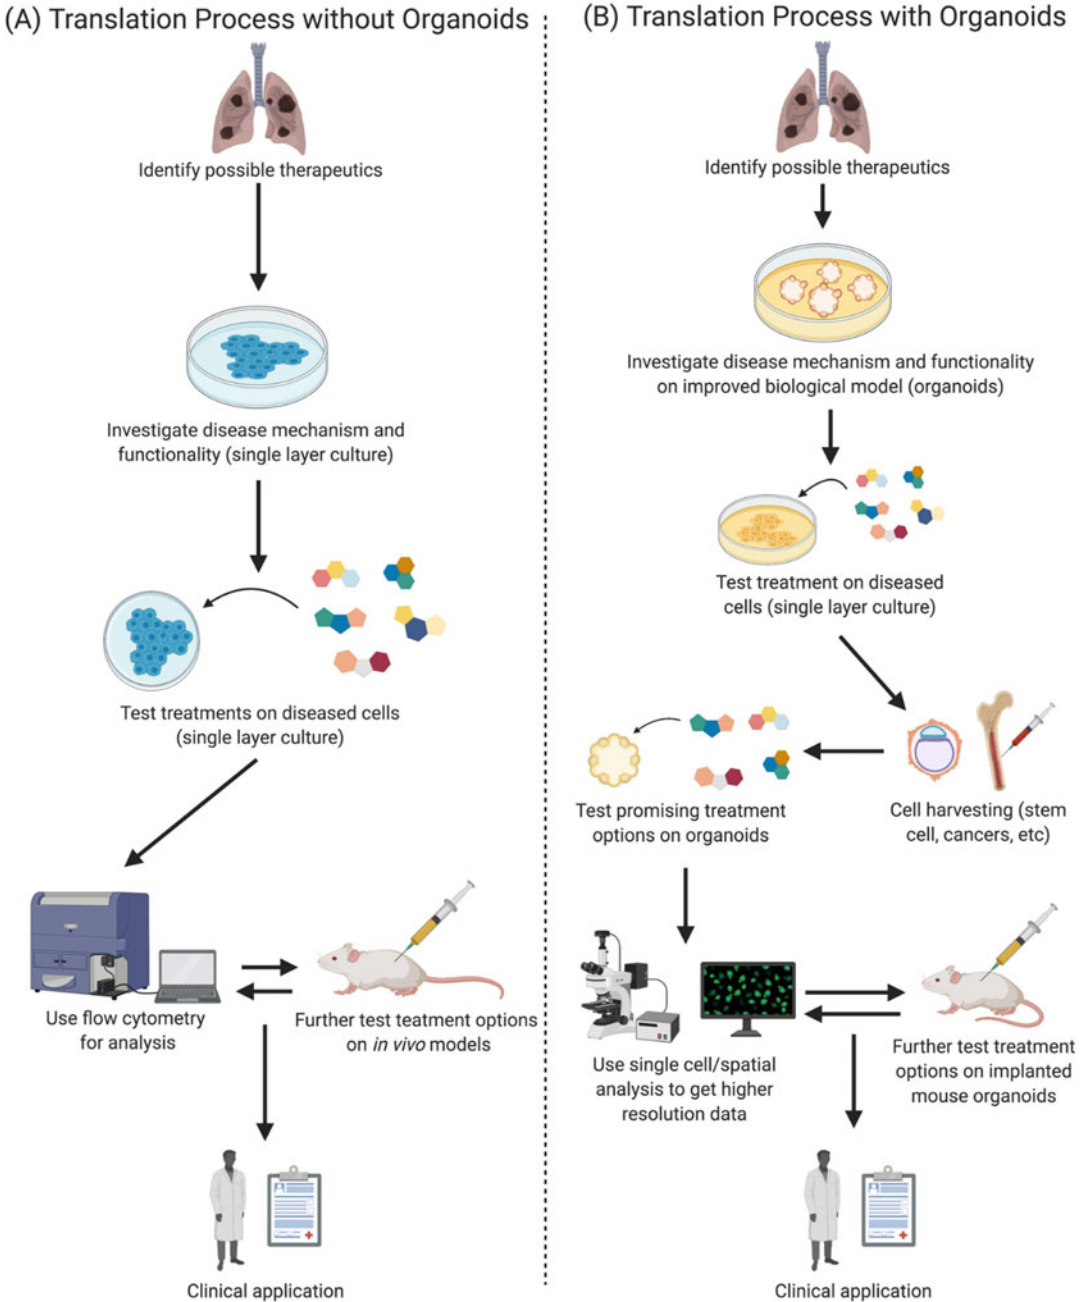 (A) Translation Process without Organoids
Identify possible therapeutics
Investigate disease mechanism and
functionality (single layer culture)
Test treatments on diseased cells
(single layer culture)
Use flow cytometry
for analysis
Further test teatment options
on in vivo models
Clinical application
(B) Translation Process with Organoids
Identify possible therapeutics
Investigate disease mechanism and functionality
on improved biological model (organoids)
Test treatment on diseased
cells (single layer culture)
Cell harvesting (stem
cell, cancers, etc)
Test promising treatment
options on organoids
Use single cell/spatial
analysis to get higher
resolution data
Further test treatment
options on implanted
mouse organoids
Clinical application